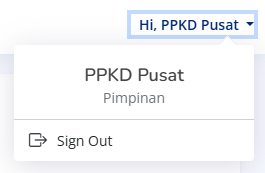 Hi, PPKD Pusat
PPKD Pusat
Pimpinan
Sign Out